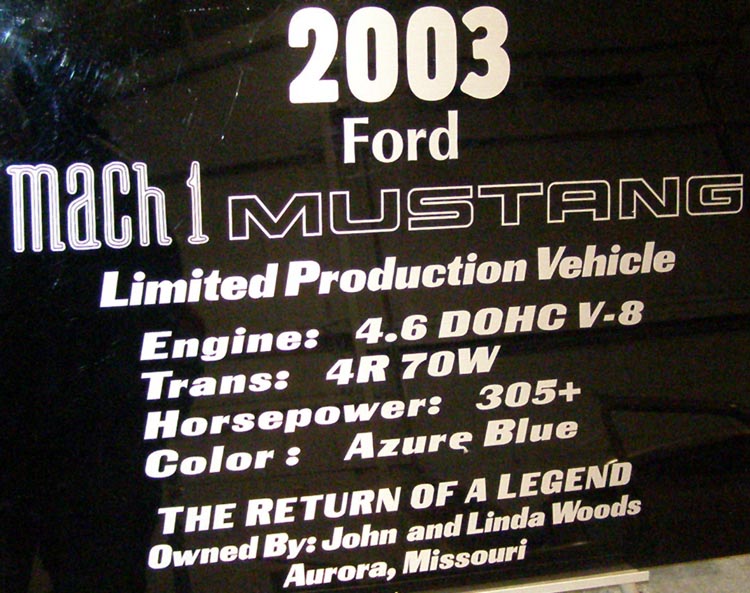 2003
Ford
mach 1 MUSTANG
Limited Production Vehicle
Engine: 4.6 DOHC V-8
Trans: 4R 70W
Horsepower: 305+
Color : Azure Blue
THE RETURN OF A LEGEND
Owned By: John and Linda Woods
Aurora, Missouri